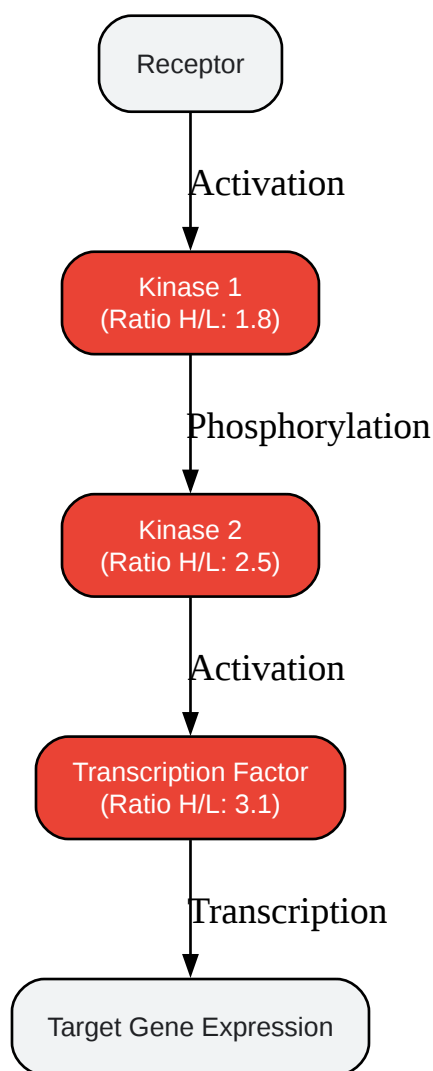 Receptor
Activation
Kinase 1
(Ratio H/L: 1.8)
Phosphorylation
Kinase 2
(Ratio H/L: 2.5)
Activation
Transcription Factor
(Ratio H/L: 3.1)
Transcription
Target Gene Expression